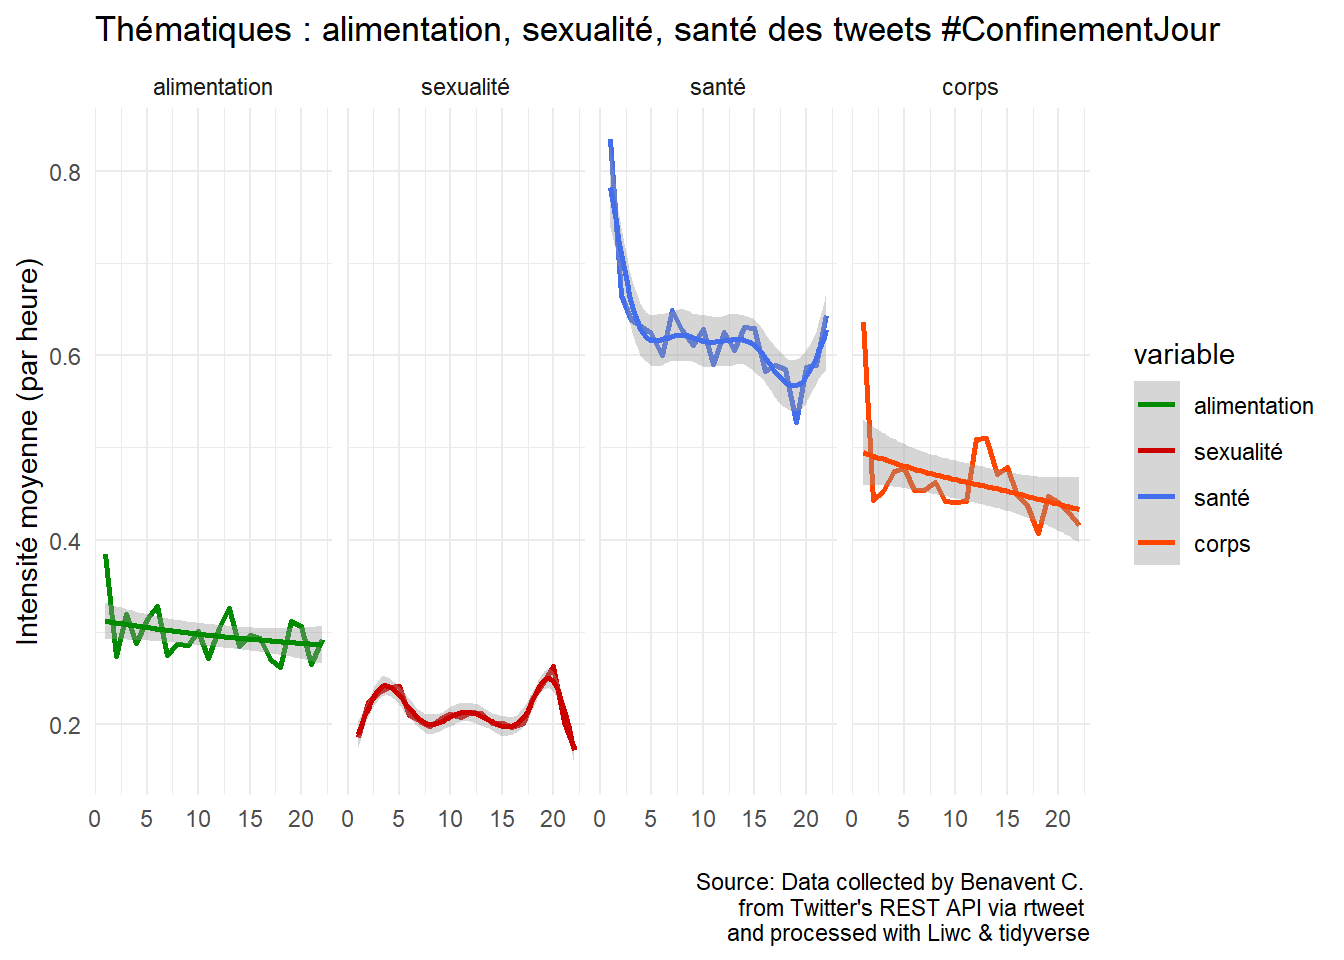 Thématiques : alimentation, sexualité, santé des tweets #ConfinementJour
alimentation sexualité santé corps
Intensité moyenne (par heure)
0.8
0.6
0.4
0.2
0 5 10 15 20 0 5 10 15 20 0 5 10 15 20 0 5 10 15 20
variable
alimentation
sexualité
santé
corps
Source: Data collected by Benavent C.
from Twitter's REST API via rtweet
and processed with Liwc & tidyverse